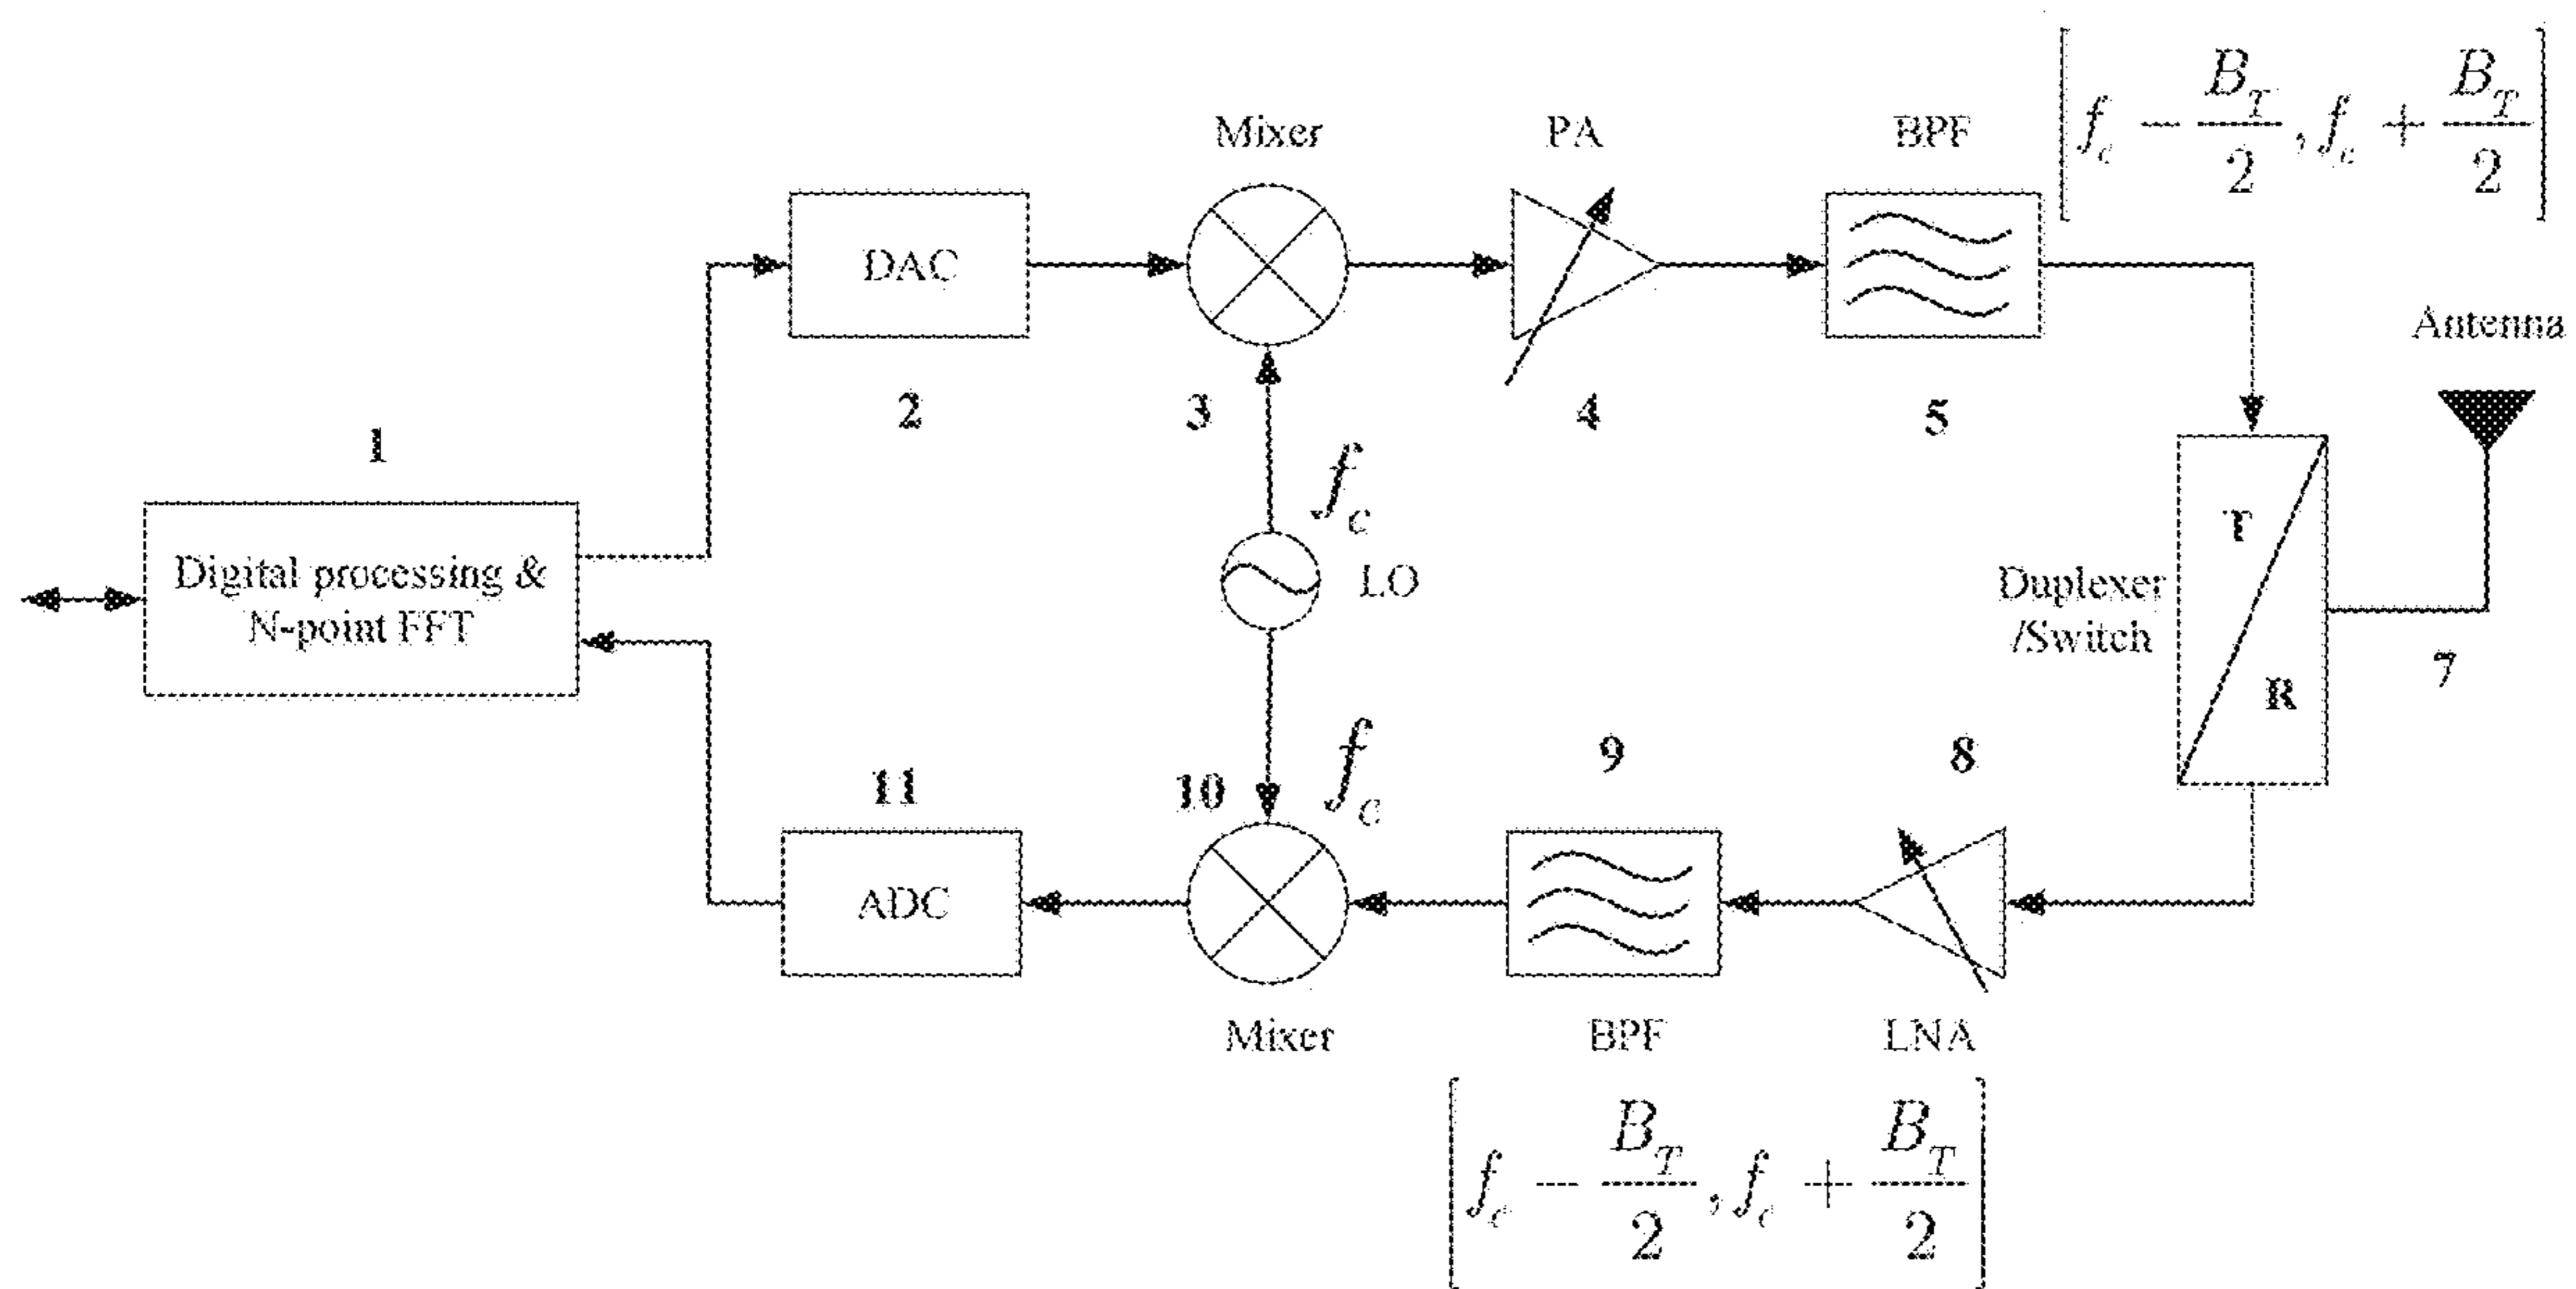 Mixer
PA
BPF
[f_c − B_T/2, f_c + B_T/2]
DAC
Antenna
2
3
4
5
1
f_c
T
Digital processing &
N-point FFT
LO
Duplexer
/Switch
R
7
f_c
11
10
9
8
ADC
Mixer
BPF
LNA
[f_c − B_T/2, f_c + B_T/2]